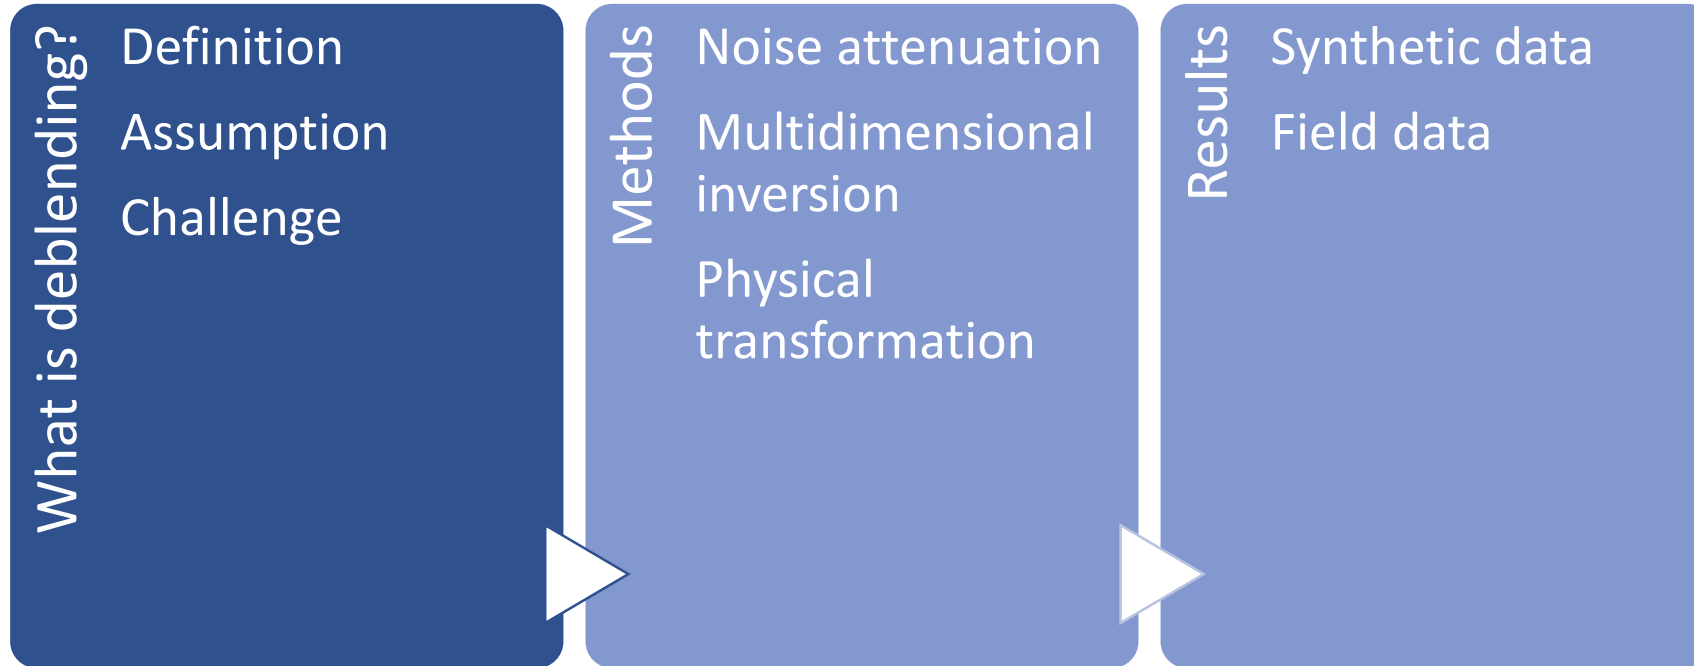 What is deblending?
Definition
Assumption
Challenge
Methods
Noise attenuation
Multidimensional
inversion
Physical
transformation
Results
Synthetic data
Field data